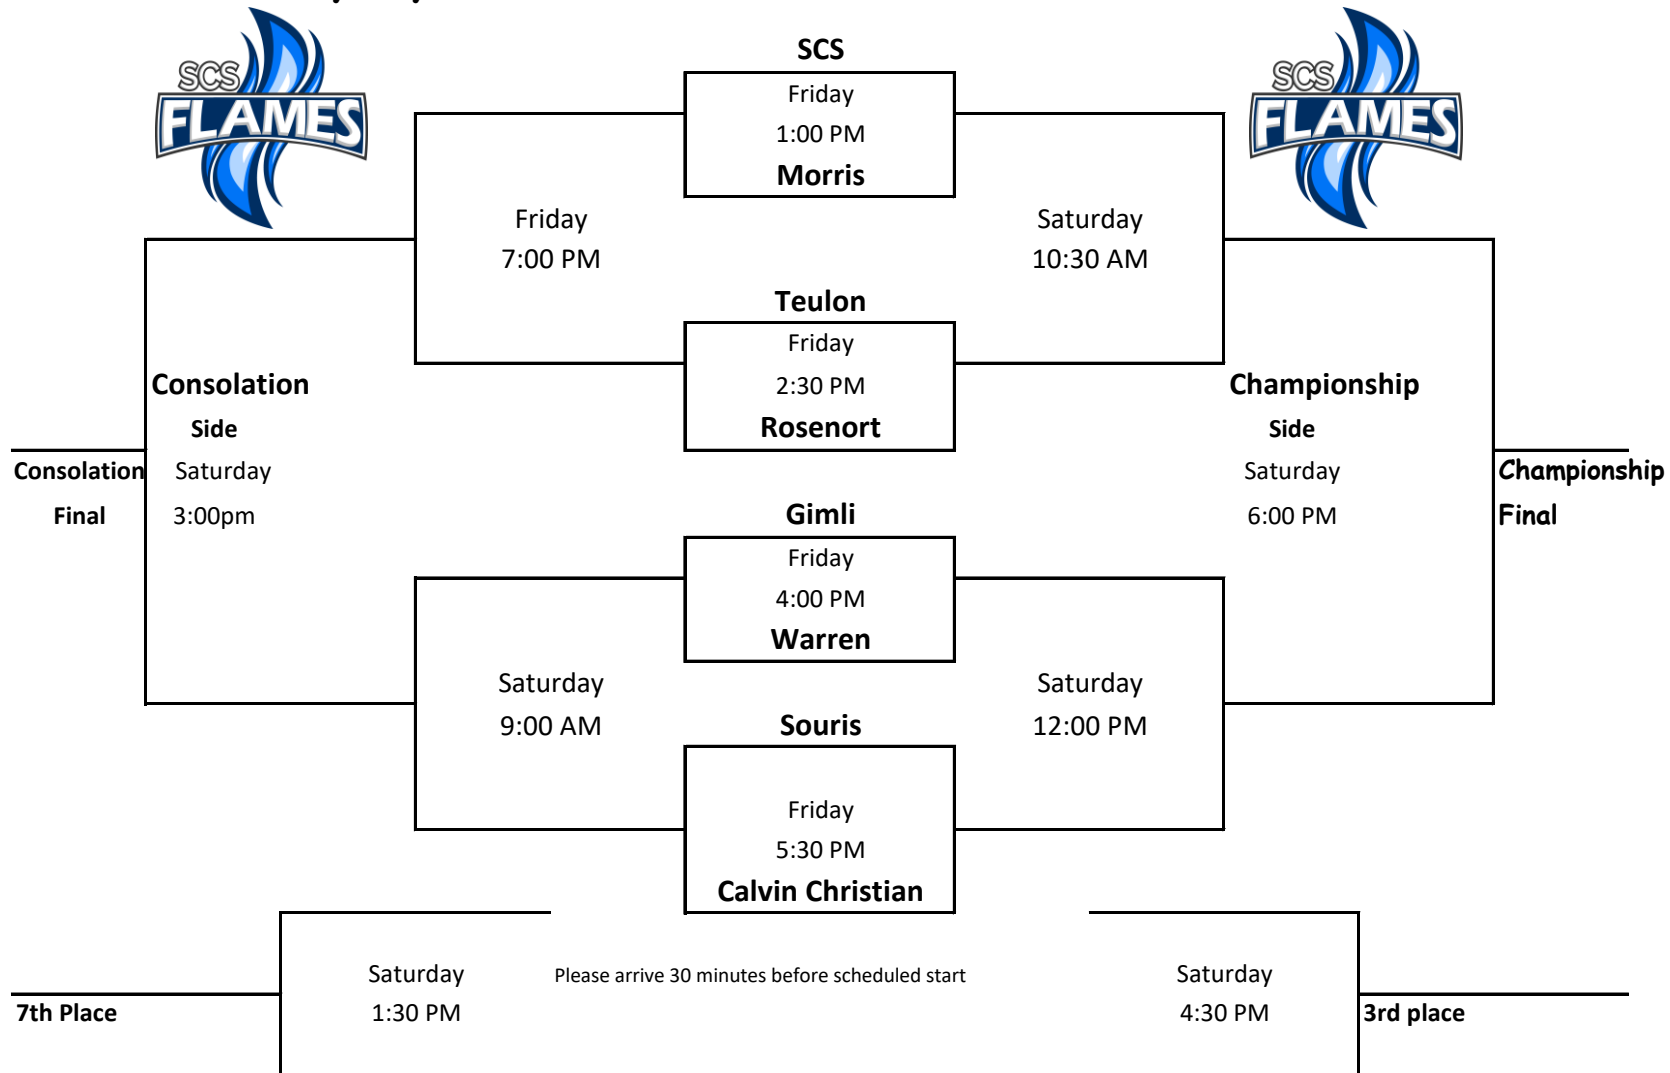 SCS
SCS
FLAMES
Friday
1:00 PM
Morris
SCS
FLAMES
Friday
7:00 PM
Saturday
10:30 AM
Teulon
Friday
2:30 PM
Rosenort
Consolation
Side
Saturday
3:00pm
Championship
Side
Saturday
6:00 PM
Consolation
Final
Championship
Final
Gimli
Friday
4:00 PM
Warren
Saturday
9:00 AM
Saturday
12:00 PM
Souris
Friday
5:30 PM
Calvin Christian
Saturday
1:30 PM
Please arrive 30 minutes before scheduled start
Saturday
4:30 PM
7th Place
3rd place